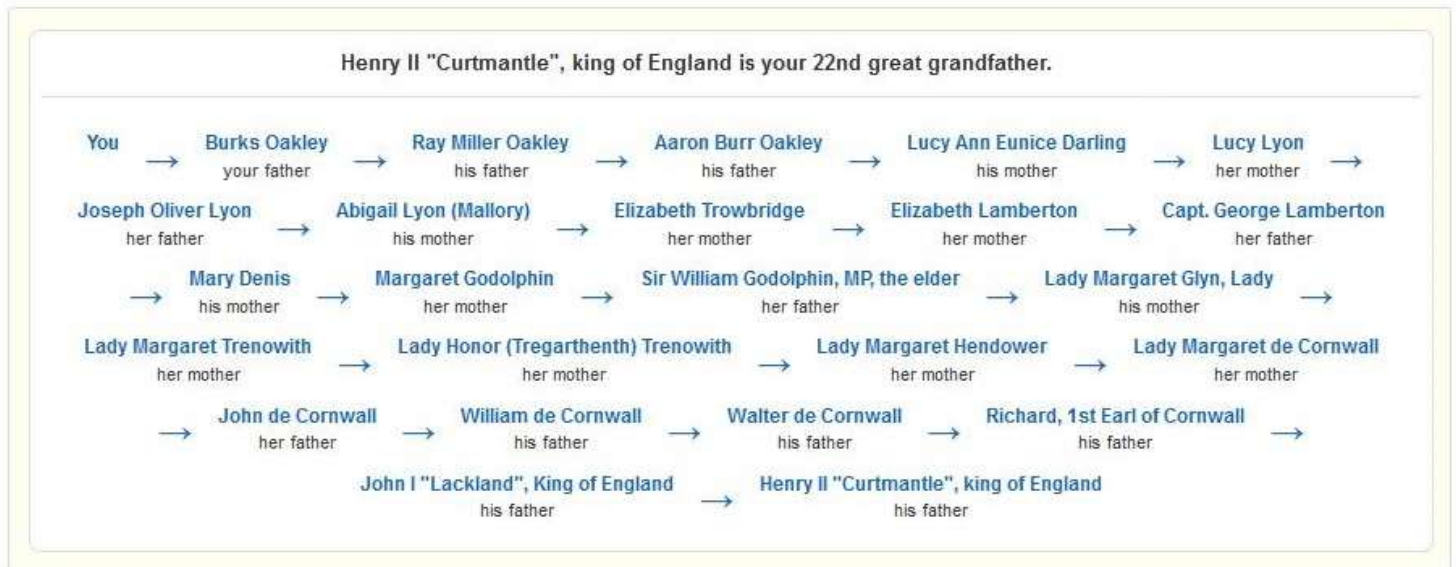 Henry II "Curtmantle", king of England is your 22nd great grandfather.
You → Burks Oakley → Ray Miller Oakley → Aaron Burr Oakley → Lucy Ann Eunice Darling → Lucy Lyon →
your father his father his father his mother her mother
Joseph Oliver Lyon → Abigail Lyon (Mallory) → Elizabeth Trowbridge → Elizabeth Lamberton → Capt. George Lamberton
her father his mother her mother her mother her father
→ Mary Denis → Margaret Godolphin → Sir William Godolphin, MP, the elder → Lady Margaret Glyn, Lady →
his mother her mother her father his mother
Lady Margaret Trenowith → Lady Honor (Tregarthenth) Trenowith → Lady Margaret Hendower → Lady Margaret de Cornwall
her mother her mother her mother her mother
→ John de Cornwall → William de Cornwall → Walter de Cornwall → Richard, 1st Earl of Cornwall →
her father his father his father his father
John I "Lackland", King of England → Henry II "Curtmantle", king of England
his father his father